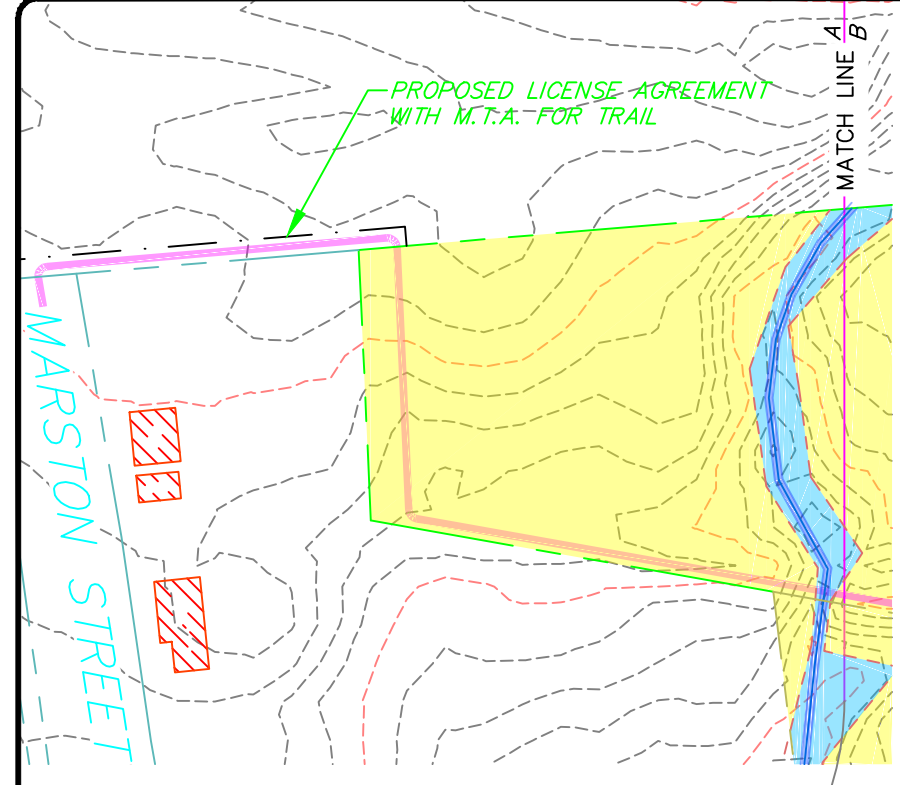 PROPOSED LICENSE AGREEMENT
WITH M.T.A. FOR TRAIL
MATCH LINE A
B
MARSTON STREET